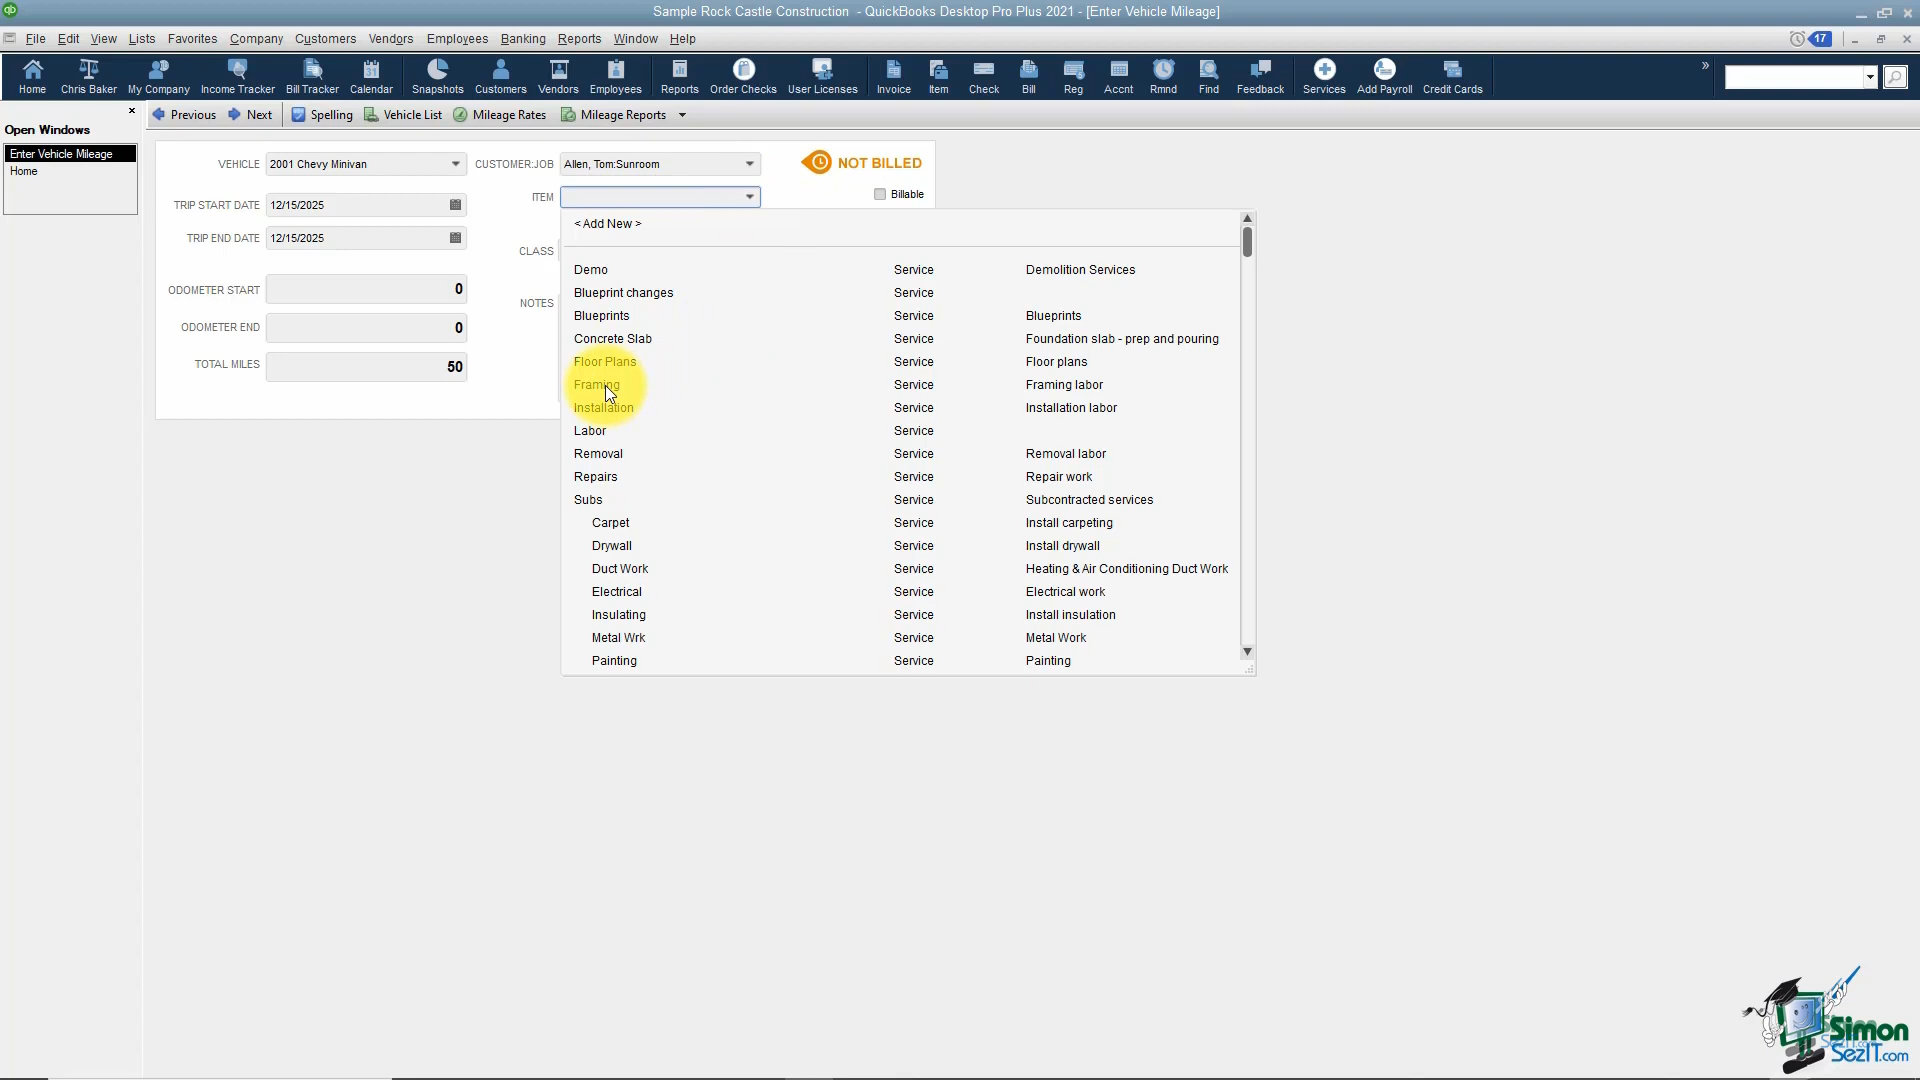 Sample Rock Castle Construction - QuickBooks Desktop Pro Plus 2021 - [Enter Vehicle Mileage]
File Edit View Lists Favorites Company Customers Vendors Employees Banking Reports Window Help
17
Home Chris Baker My Company Income Tracker Bill Tracker Calendar Snapshots Customers Vendors Employees Reports Order Checks User Licenses Invoice Item Check Bill Reg Accnt Rmnd Find Feedback Services Add Payroll Credit Cards
Previous Next Spelling Vehicle List Mileage Rates Mileage Reports
Open Windows
Enter Vehicle Mileage
Home
VEHICLE 2001 Chevy Minivan CUSTOMER:JOB Allen, Tom:Sunroom NOT BILLED
ITEM Billable
TRIP START DATE 12/15/2025
TRIP END DATE 12/15/2025
CLASS
ODOMETER START 0
NOTES
ODOMETER END 0
TOTAL MILES 50
< Add New >
Demo Service Demolition Services
Blueprint changes Service
Blueprints Service Blueprints
Concrete Slab Service Foundation slab - prep and pouring
Floor Plans Service Floor plans
Framing Service Framing labor
Installation Service Installation labor
Labor Service
Removal Service Removal labor
Repairs Service Repair work
Subs Service Subcontracted services
Carpet Service Install carpeting
Drywall Service Install drywall
Duct Work Service Heating & Air Conditioning Duct Work
Electrical Service Electrical work
Insulating Service Install insulation
Metal Wrk Service Metal Work
Painting Service Painting
Simon
SezIT.com